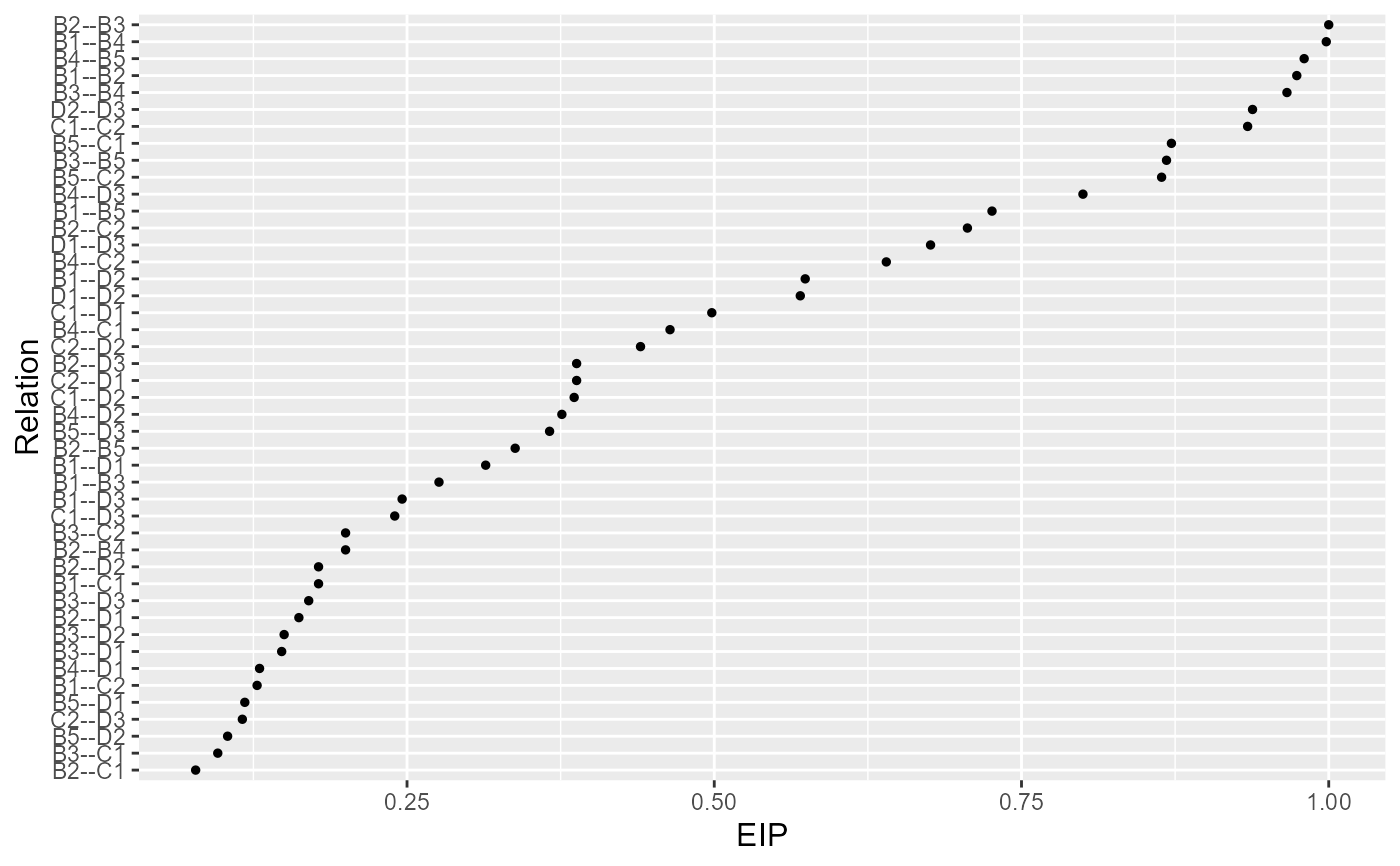 B2--B3
B1--B4
B4--B5
B1--B2
B3--B4
D2--D3
C1--C2
B5--C1
B3--B5
B5--C2
B4--D3
B1--B5
B2--C2
D1--D3
B4--C2
B1--D2
D1--D2
C1--D1
B4--C1
C2--D2
B2--D3
C2--D1
C1--D2
B4--D2
B5--D3
B2--B5
B1--D1
B1--B3
B1--D3
C1--D3
B3--C2
B2--B4
B2--D2
B1--C1
B3--D3
B2--D1
B3--D2
B3--D1
B4--D1
B1--C2
B5--D1
C2--D3
B5--D2
B3--C1
B2--C1
Relation
0.25 0.50 0.75 1.00
EIP